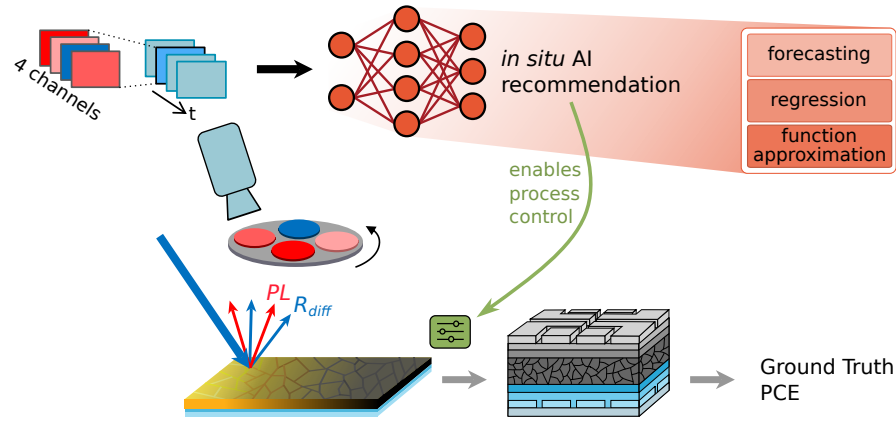 4 channels
t
in situ AI
recommendation
forecasting
regression
function
approximation
enables
process
control
PL
R_diff
Ground Truth
PCE